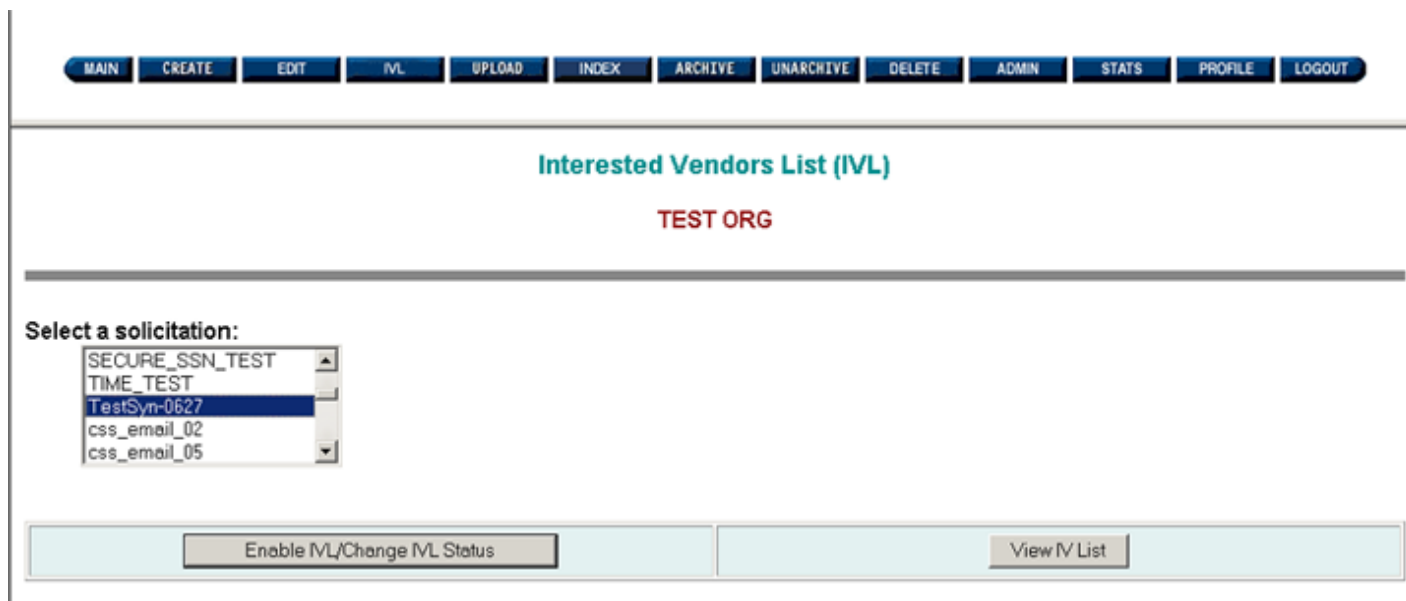 MAIN CREATE EDIT IVL UPLOAD INDEX ARCHIVE UNARCHIVE DELETE ADMIN STATS PROFILE LOGOUT
Interested Vendors List (IVL)
TEST ORG
Select a solicitation:
SECURE_SSN_TEST
TIME_TEST
TestSyn-0627
css_email_02
css_email_05
Enable IVL/Change IVL Status View IV List